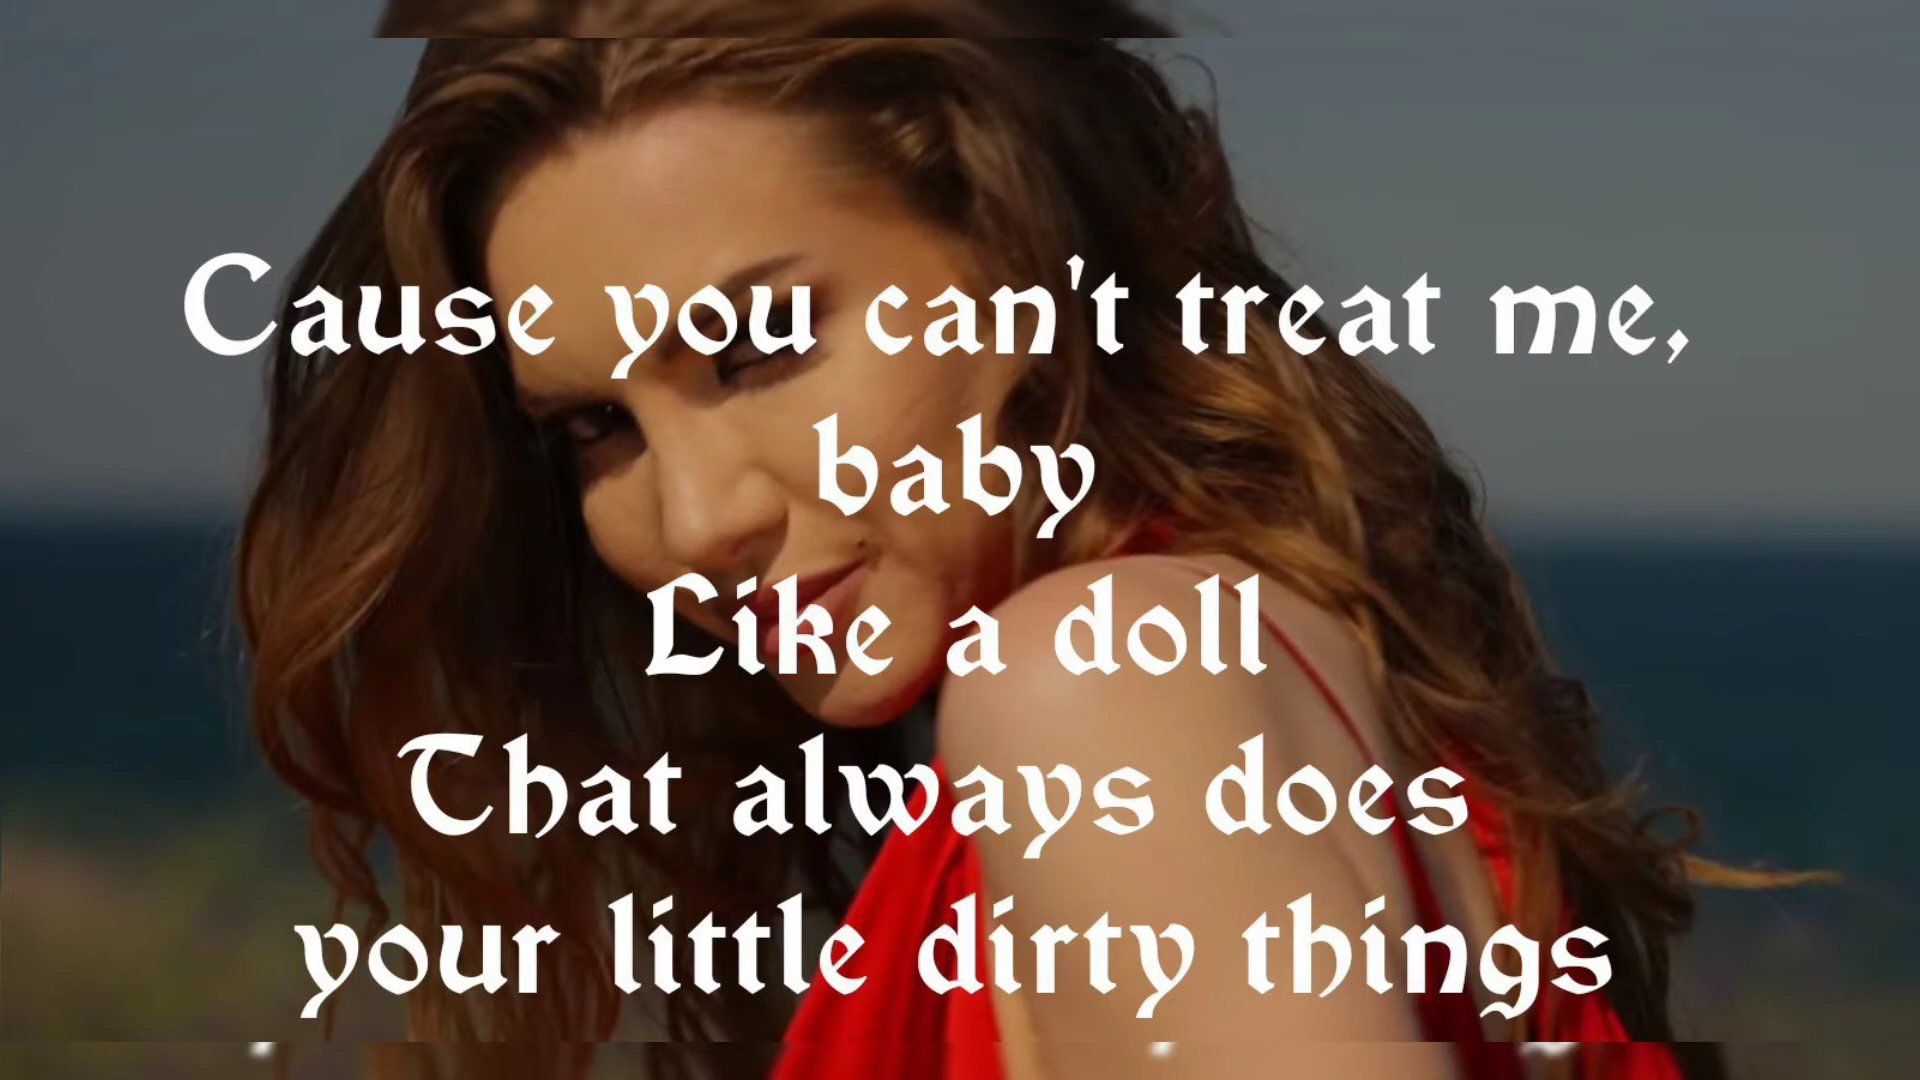 Cause you can't treat me,
baby
Like a doll
That always does
your little dirty things